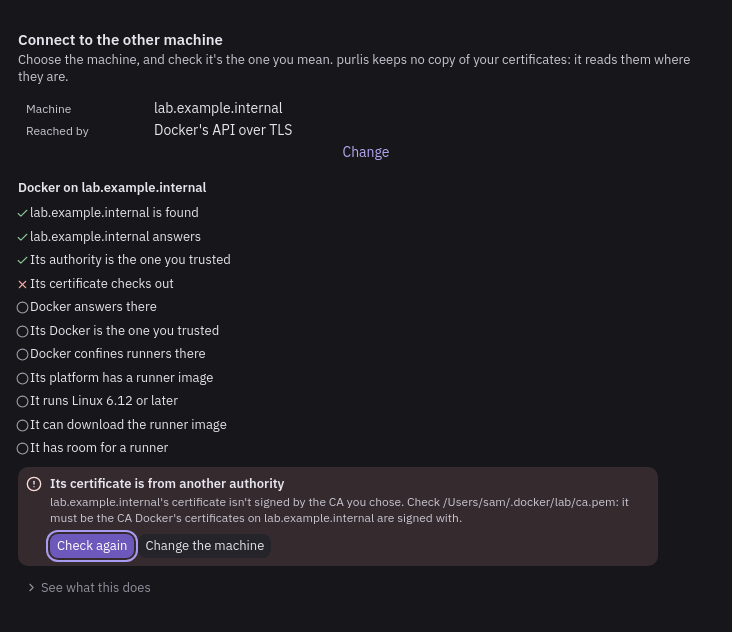 Connect to the other machine
Choose the machine, and check it's the one you mean. purlis keeps no copy of your certificates: it reads them where
they are.
Machine lab.example.internal
Reached by Docker's API over TLS
Change
Docker on lab.example.internal
lab.example.internal is found
lab.example.internal answers
Its authority is the one you trusted
Its certificate checks out
Docker answers there
Its Docker is the one you trusted
Docker confines runners there
Its platform has a runner image
It runs Linux 6.12 or later
It can download the runner image
It has room for a runner
Its certificate is from another authority
lab.example.internal's certificate isn't signed by the CA you chose. Check /Users/sam/.docker/lab/ca.pem: it
must be the CA Docker's certificates on lab.example.internal are signed with.
Check again Change the machine
See what this does